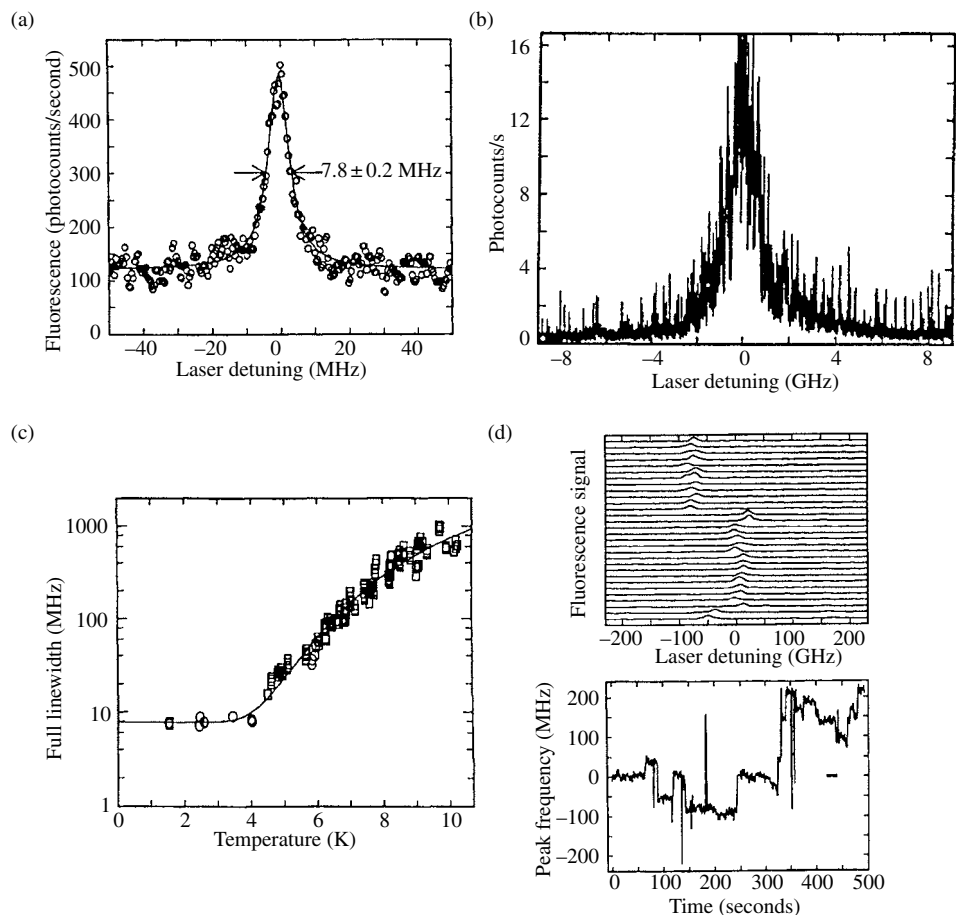 (a)
Fluorescence (photocounts/second)
500
400
300
200
100
0
7.8 ± 0.2 MHz
−40 −20 0 20 40
Laser detuning (MHz)
(b)
Photocounts/s
16
12
8
4
0
−8 −4 0 4 8
Laser detuning (GHz)
(c)
Full linewidth (MHz)
1000
100
10
1
0 2 4 6 8 10
Temperature (K)
(d)
Fluorescence signal
−200 −100 0 100 200
Laser detuning (GHz)
Peak frequency (MHz)
200
100
0
−100
−200
0 100 200 300 400 500
Time (seconds)